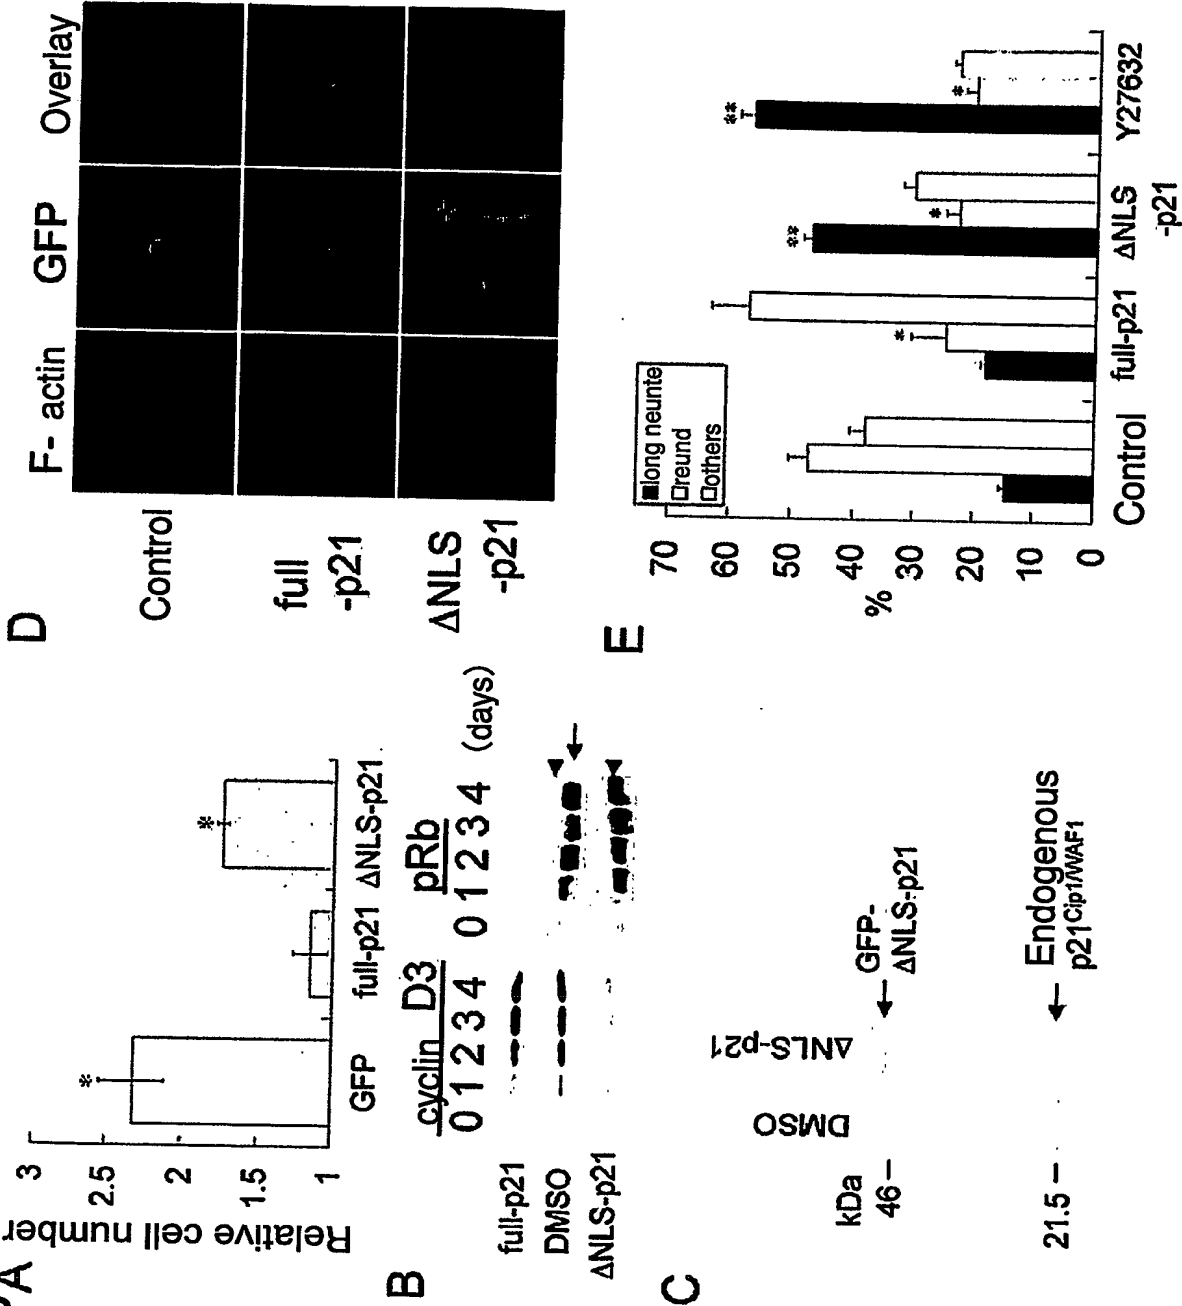 A
3
2.5
2
1.5
1
Relative cell number
*
*
GFP
full-p21
ΔNLS-p21
B
cyclin D3
pRb
0 1 2 3 4
0 1 2 3 4
(days)
full-p21
DMSO
ΔNLS-p21
C
DMSO
ΔNLS-p21
kDa
46
21.5
GFP-
ΔNLS-p21
Endogenous
p21Cip1/WAF1
D
F- actin
GFP
Overlay
Control
full
-p21
ΔNLS
-p21
E
70
60
50
40
30
20
10
0
%
long neunte
reund
others
*
**
*
**
*
Control
full-p21
ΔNLS
-p21
Y27632